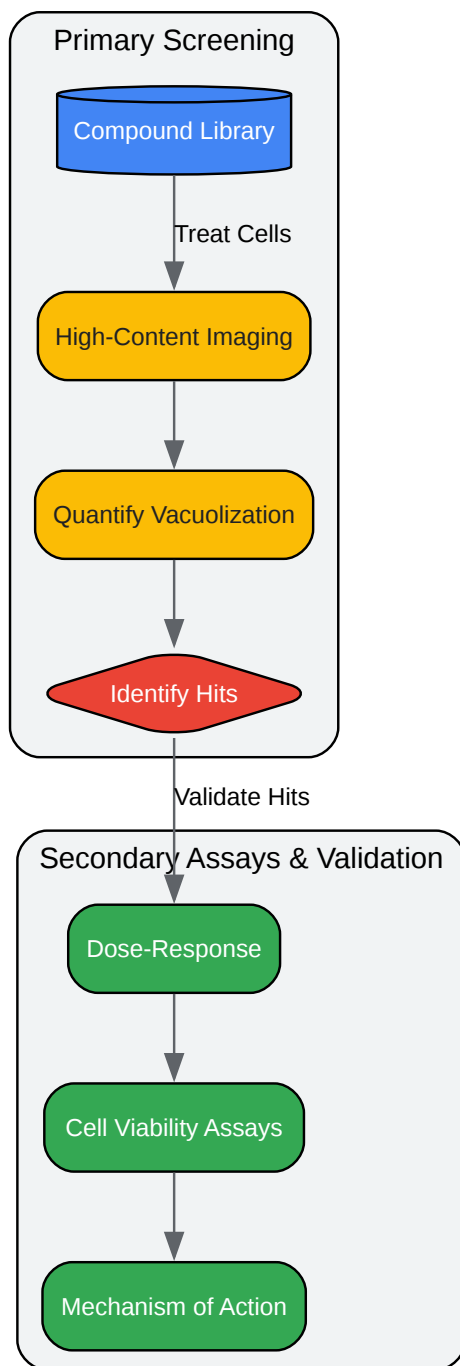 Primary Screening
Compound Library
Treat Cells
High-Content Imaging
Quantify Vacuolization
Identify Hits
Validate Hits
Secondary Assays & Validation
Dose-Response
Cell Viability Assays
Mechanism of Action